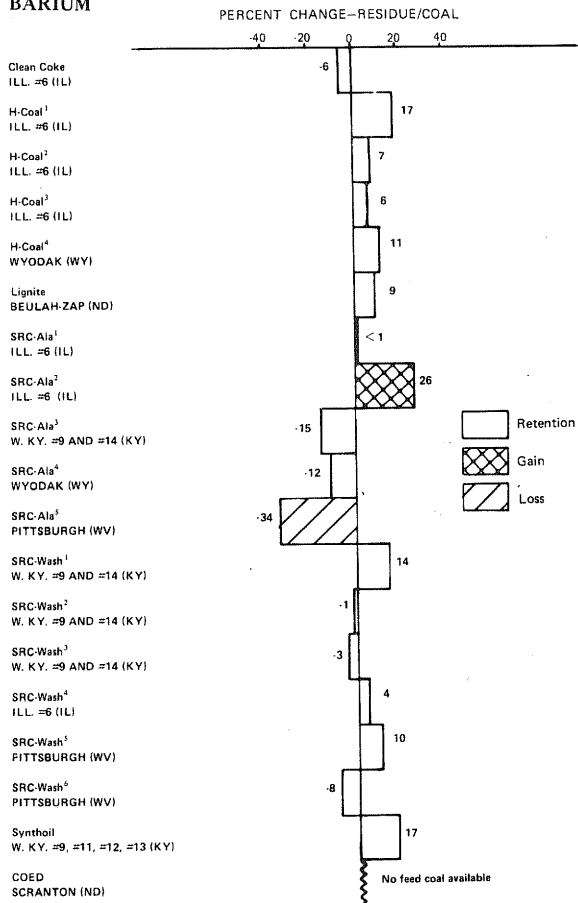 BARIUM
PERCENT CHANGE—RESIDUE/COAL
-40 -20 0 20 40
Clean Coke
ILL. #6 (IL)
-6
H-Coal¹
ILL. #6 (IL)
17
H-Coal²
ILL. #6 (IL)
7
H-Coal³
ILL. #6 (IL)
6
H-Coal⁴
WYODAK (WY)
11
Lignite
BEULAH-ZAP (ND)
9
SRC-Ala¹
ILL. #6 (IL)
< 1
SRC-Ala²
ILL. #6 (IL)
26
SRC-Ala³
W. KY. #9 AND #14 (KY)
-15
SRC-Ala⁴
WYODAK (WY)
-12
SRC-Ala⁵
PITTSBURGH (WV)
-34
Retention
Gain
Loss
SRC-Wash¹
W. KY. #9 AND #14 (KY)
14
SRC-Wash²
W. KY. #9 AND #14 (KY)
-1
SRC-Wash³
W. KY. #9 AND #14 (KY)
-3
SRC-Wash⁴
ILL. #6 (IL)
4
SRC-Wash⁵
PITTSBURGH (WV)
10
SRC-Wash⁶
PITTSBURGH (WV)
-8
Synthoil
W. KY. #9, #11, #12, #13 (KY)
17
COED
SCRANTON (ND)
No feed coal available